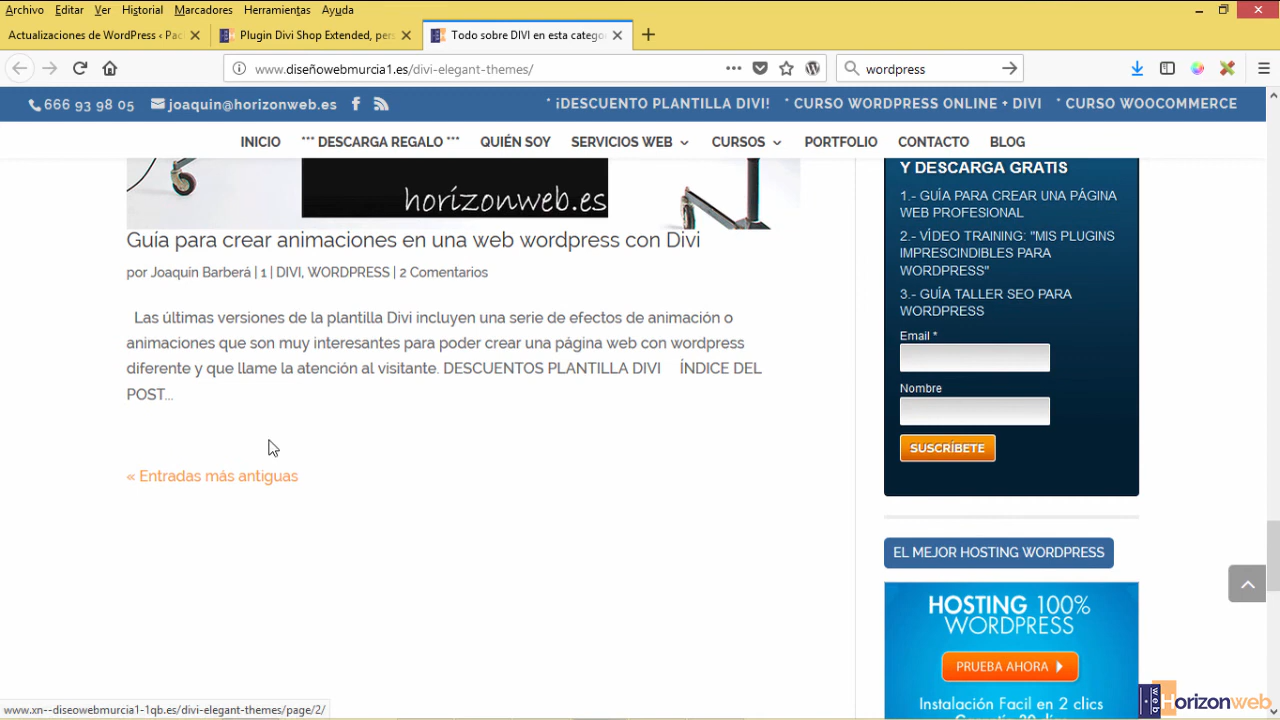 Archivo Editar Ver Historial Marcadores Herramientas Ayuda
Actualizaciones de WordPress ‹ Pac
Plugin Divi Shop Extended, pers
Todo sobre DIVI en esta catego
www.diseñowebmurcia1.es/divi-elegant-themes/
wordpress
666 93 98 05 joaquin@horizonweb.es
* ¡DESCUENTO PLANTILLA DIVI! * CURSO WORDPRESS ONLINE + DIVI * CURSO WOOCOMMERCE
INICIO *** DESCARGA REGALO *** QUIÉN SOY SERVICIOS WEB CURSOS PORTFOLIO CONTACTO BLOG
horizonweb.es
Guía para crear animaciones en una web wordpress con Divi
por Joaquín Barberá | 1 | DIVI, WORDPRESS | 2 Comentarios
Las últimas versiones de la plantilla Divi incluyen una serie de efectos de animación o
animaciones que son muy interesantes para poder crear una página web con wordpress
diferente y que llame la atención al visitante. DESCUENTOS PLANTILLA DIVI ÍNDICE DEL
POST...
« Entradas más antiguas
Y DESCARGA GRATIS
1.- GUÍA PARA CREAR UNA PÁGINA
WEB PROFESIONAL
2.- VÍDEO TRAINING: "MIS PLUGINS
IMPRESCINDIBLES PARA
WORDPRESS"
3.- GUÍA TALLER SEO PARA
WORDPRESS
Email *
Nombre
SUSCRÍBETE
EL MEJOR HOSTING WORDPRESS
HOSTING 100%
WORDPRESS
PRUEBA AHORA
Instalación Facil en 2 clics
www.xn--diseowebmurcia1-1qb.es/divi-elegant-themes/page/2/
web Horizonweb